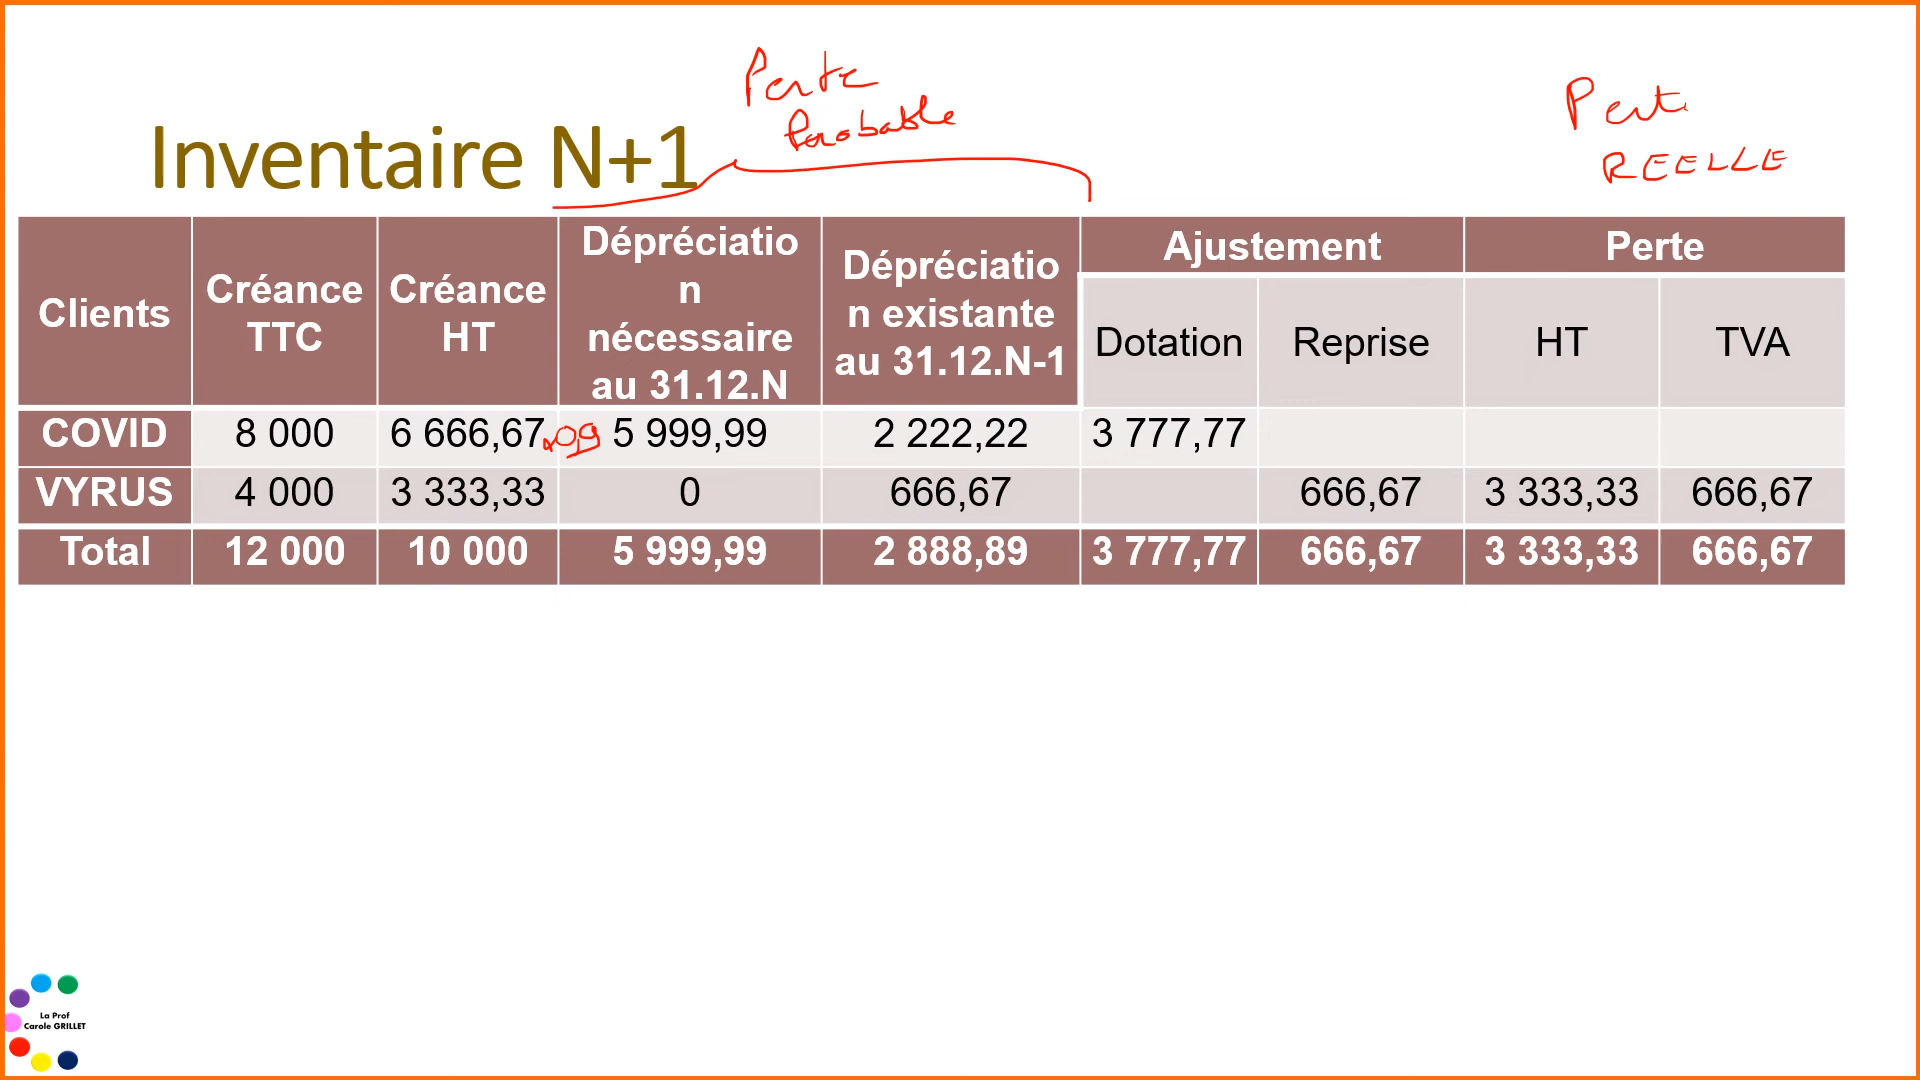 Perte
Probable
Perte
REELLE
Inventaire N+1
Clients
Créance
TTC
Créance
HT
Dépréciatio
n
nécessaire
au 31.12.N
Dépréciatio
n existante
au 31.12.N-1
Ajustement
Perte
Dotation
Reprise
HT
TVA
COVID 8 000 6 666,67 5 999,99 2 222,22 3 777,77
VYRUS 4 000 3 333,33 0 666,67 666,67 3 333,33 666,67
Total 12 000 10 000 5 999,99 2 888,89 3 777,77 666,67 3 333,33 666,67
La Prof
Carole GRILLET